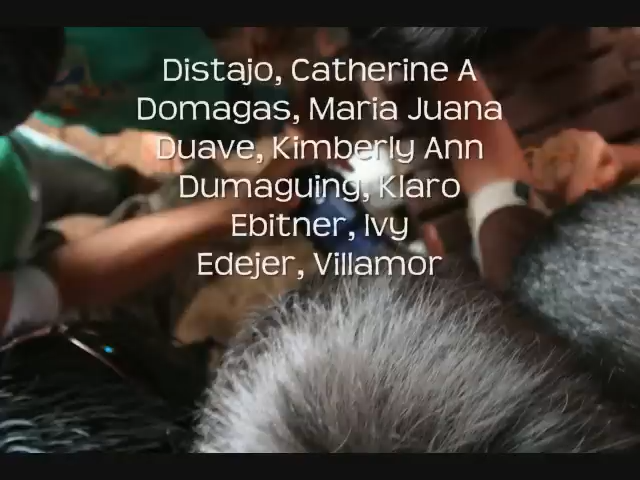 Distajo, Catherine A
Domagas, Maria Juana
Duave, Kimberly Ann
Dumaguing, Klaro
Ebitner, Ivy
Edejer, Villamor